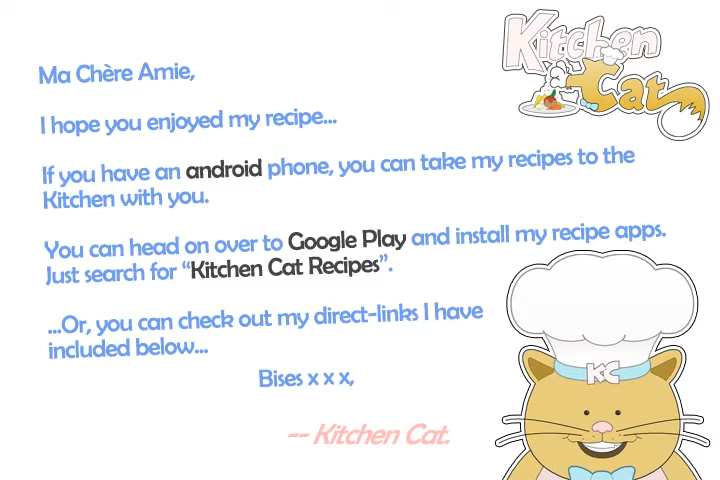 Kitchen
Cat
Ma Chère Amie,
I hope you enjoyed my recipe...
If you have an android phone, you can take my recipes to the
Kitchen with you.
You can head on over to Google Play and install my recipe apps.
Just search for “Kitchen Cat Recipes”.
...Or, you can check out my direct-links I have
included below...
Bises x x x,
-- Kitchen Cat.
KC